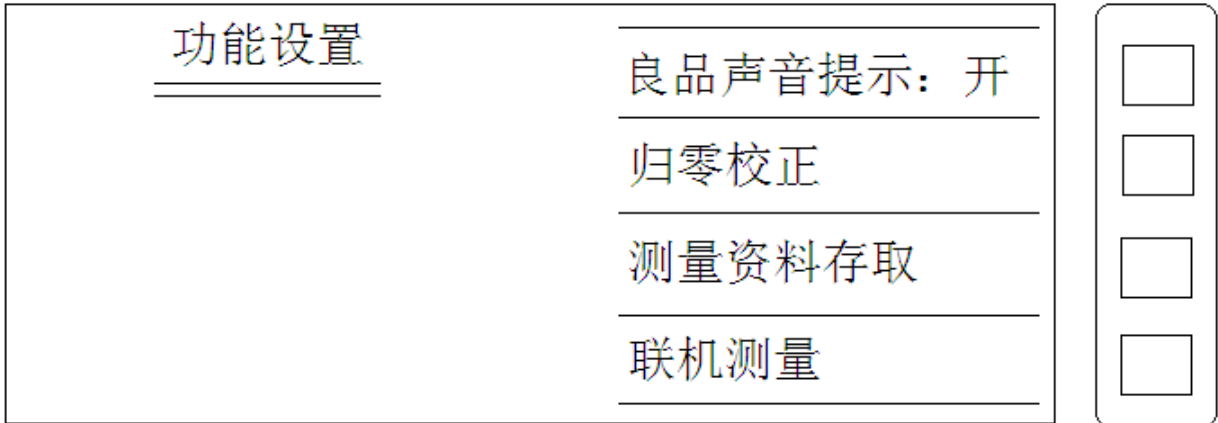 功能设置
良品声音提示：开
归零校正
测量资料存取
联机测量